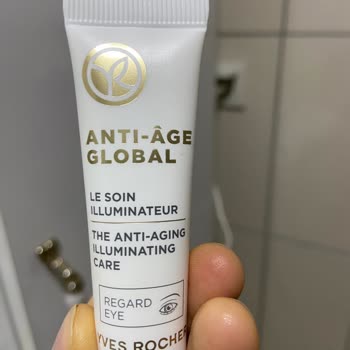 ANTI-ÂGE
GLOBAL
LE SOIN
ILLUMINATEUR
THE ANTI-AGING
ILLUMINATING
CARE
REGARD
EYE
YVES ROCHER